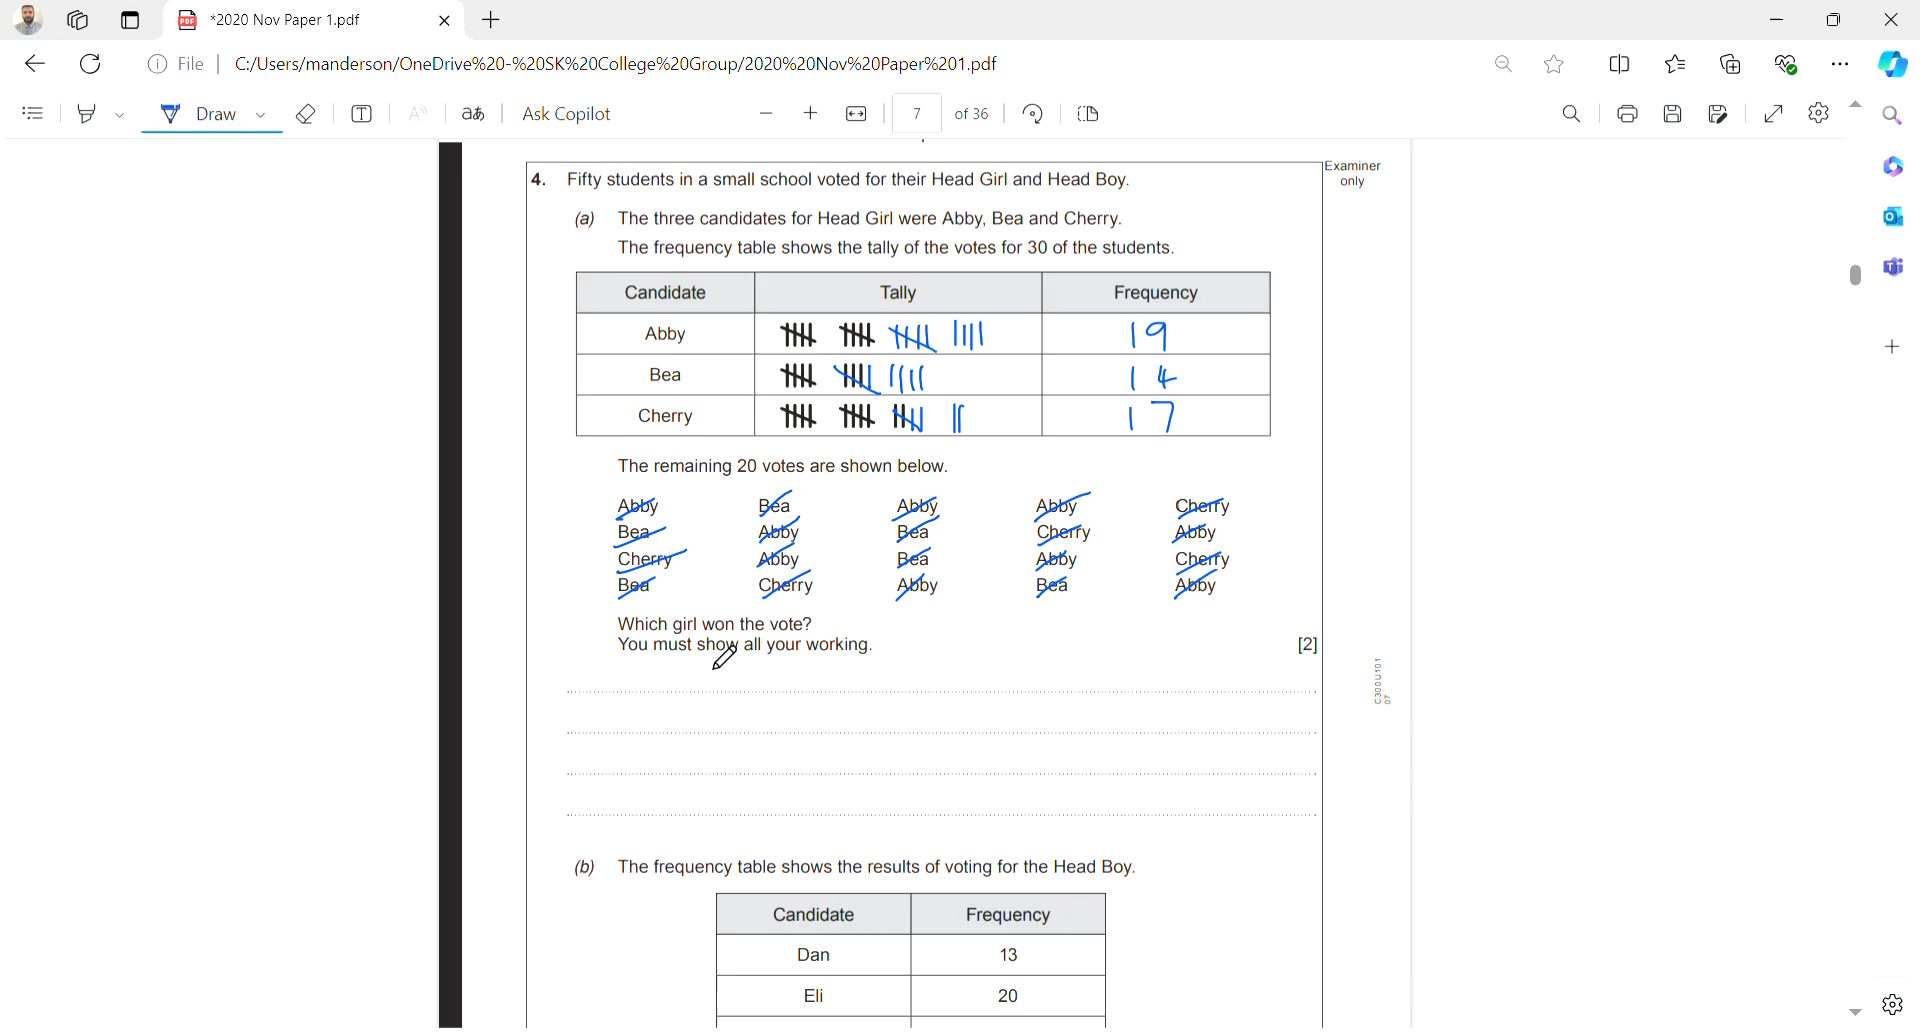 *2020 Nov Paper 1.pdf
File
C:/Users/manderson/OneDrive%20-%20SK%20College%20Group/2020%20Nov%20Paper%201.pdf
Draw
Ask Copilot
7 of 36
Examiner only
4. Fifty students in a small school voted for their Head Girl and Head Boy.
(a) The three candidates for Head Girl were Abby, Bea and Cherry.
The frequency table shows the tally of the votes for 30 of the students.
Candidate Tally Frequency
Abby 19
Bea 14
Cherry 17
The remaining 20 votes are shown below.
Abby Bea Abby Abby Cherry
Bea Abby Bea Cherry Abby
Cherry Abby Bea Abby Cherry
Bea Cherry Abby Bea Abby
Which girl won the vote?
You must show all your working. [2]
C300U101
07
(b) The frequency table shows the results of voting for the Head Boy.
Candidate Frequency
Dan 13
Eli 20